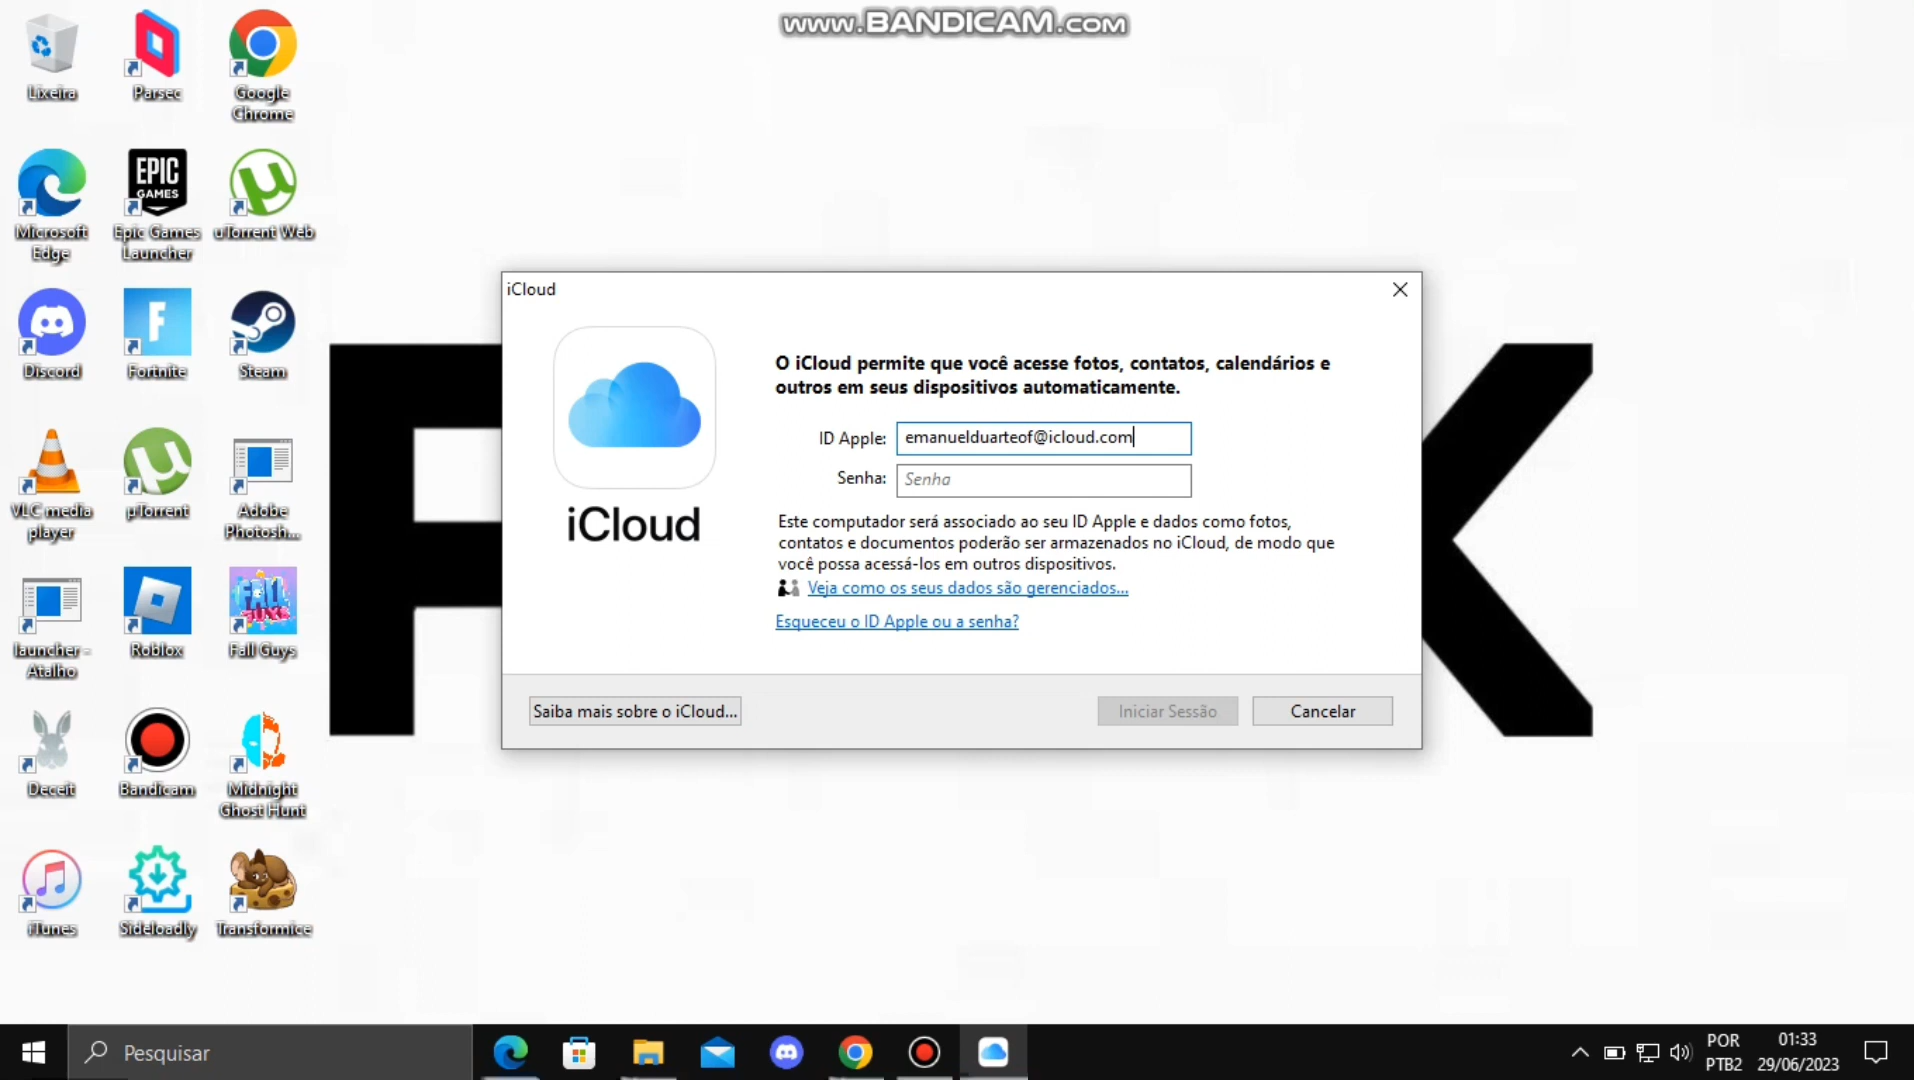 www.BANDICAM.com
Lixeira
Parsec
Google
Chrome
Microsoft
Edge
EPIC
GAMES
Epic Games
Launcher
uTorrent Web
Discord
Fortnite
Steam
VLC media
player
µTorrent
Adobe
Photosh...
launcher -
Atalho
Roblox
FALL
GUYS
Fall Guys
Deceit
Bandicam
Midnight
Ghost Hunt
iTunes
Sideloadly
Transformice
iCloud
iCloud
O iCloud permite que você acesse fotos, contatos, calendários e
outros em seus dispositivos automaticamente.
ID Apple: emanuelduarteof@icloud.com
Senha: Senha
Este computador será associado ao seu ID Apple e dados como fotos,
contatos e documentos poderão ser armazenados no iCloud, de modo que
você possa acessá-los em outros dispositivos.
Veja como os seus dados são gerenciados...
Esqueceu o ID Apple ou a senha?
Saiba mais sobre o iCloud...
Iniciar Sessão
Cancelar
Pesquisar
POR
PTB2
01:33
29/06/2023